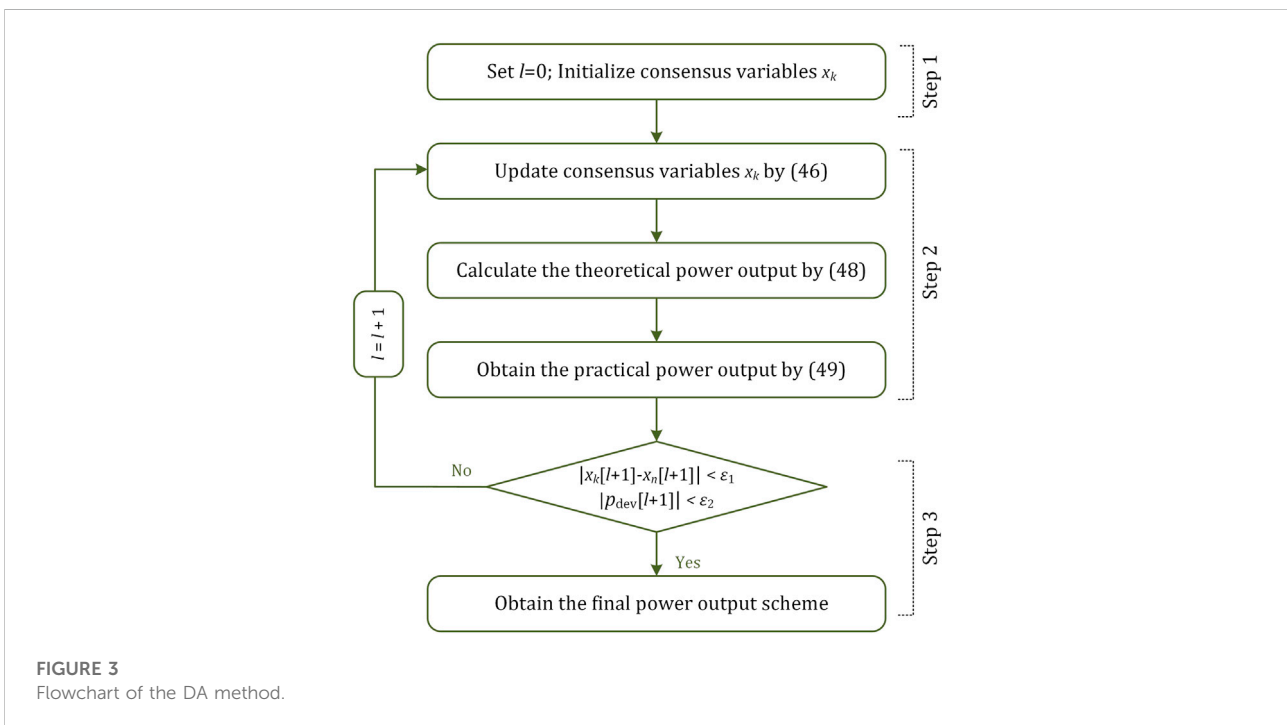 Set l=0; Initialize consensus variables xₖ
Step 1
Update consensus variables xₖ by (46)
Calculate the theoretical power output by (48)
Step 2
l = l + 1
Obtain the practical power output by (49)
No
|xₖ[l+1]-xₙ[l+1]| < ε₁
|p_dev[l+1]| < ε₂
Step 3
Yes
Obtain the final power output scheme
FIGURE 3
Flowchart of the DA method.